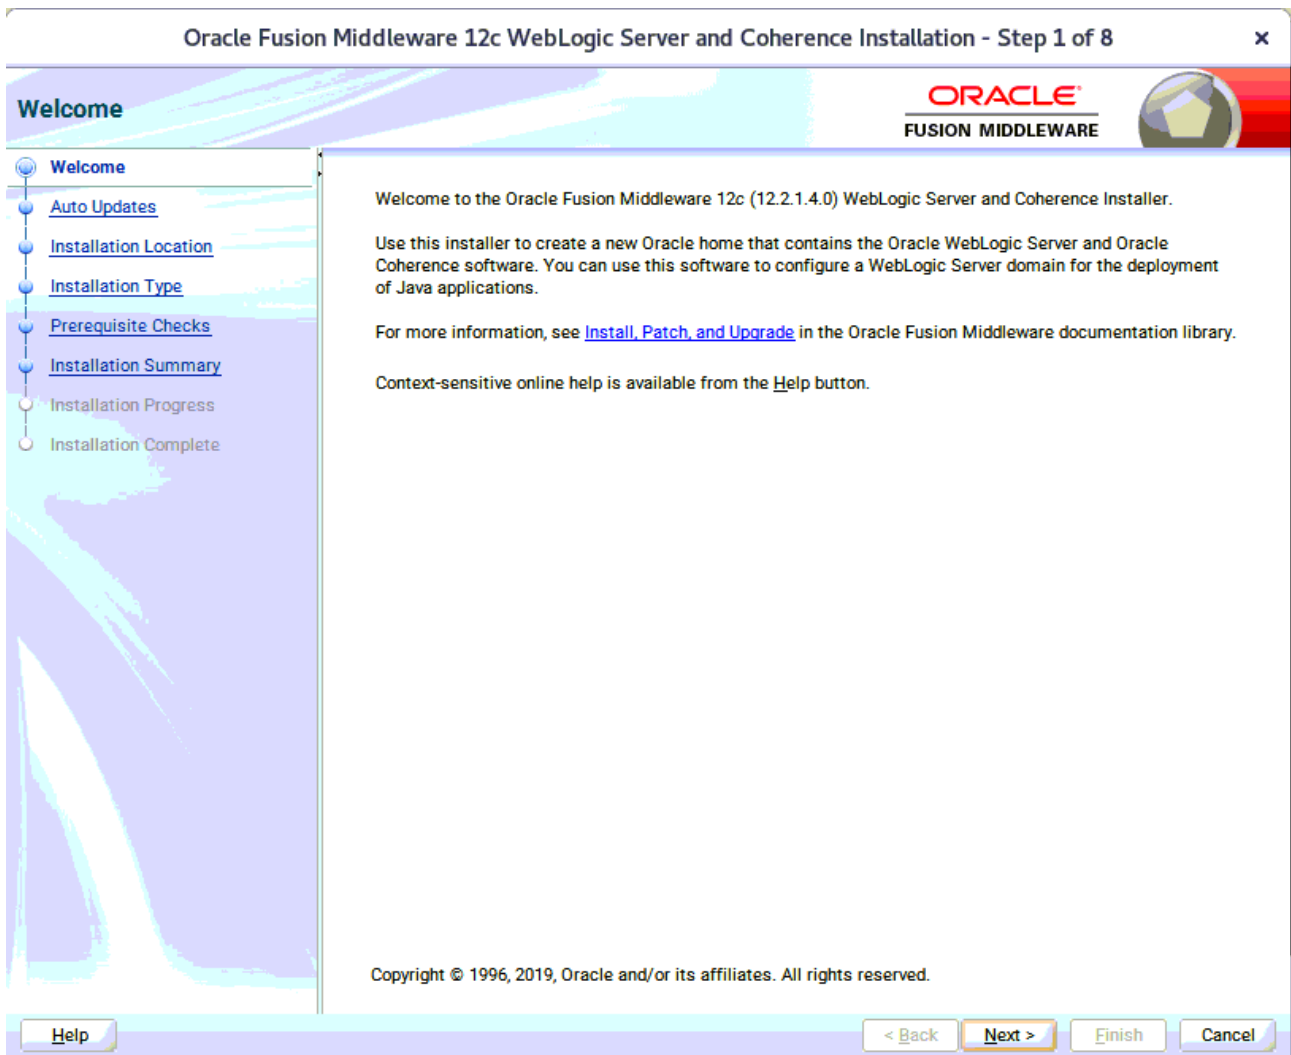 Oracle Fusion Middleware 12c WebLogic Server and Coherence Installation - Step 1 of 8
×
Welcome
ORACLE
FUSION MIDDLEWARE
Welcome
Auto Updates
Installation Location
Installation Type
Prerequisite Checks
Installation Summary
Installation Progress
Installation Complete
Welcome to the Oracle Fusion Middleware 12c (12.2.1.4.0) WebLogic Server and Coherence Installer.
Use this installer to create a new Oracle home that contains the Oracle WebLogic Server and Oracle
Coherence software. You can use this software to configure a WebLogic Server domain for the deployment
of Java applications.
For more information, see Install, Patch, and Upgrade in the Oracle Fusion Middleware documentation library.
Context-sensitive online help is available from the Help button.
Copyright © 1996, 2019, Oracle and/or its affiliates. All rights reserved.
Help
< Back
Next >
Finish
Cancel